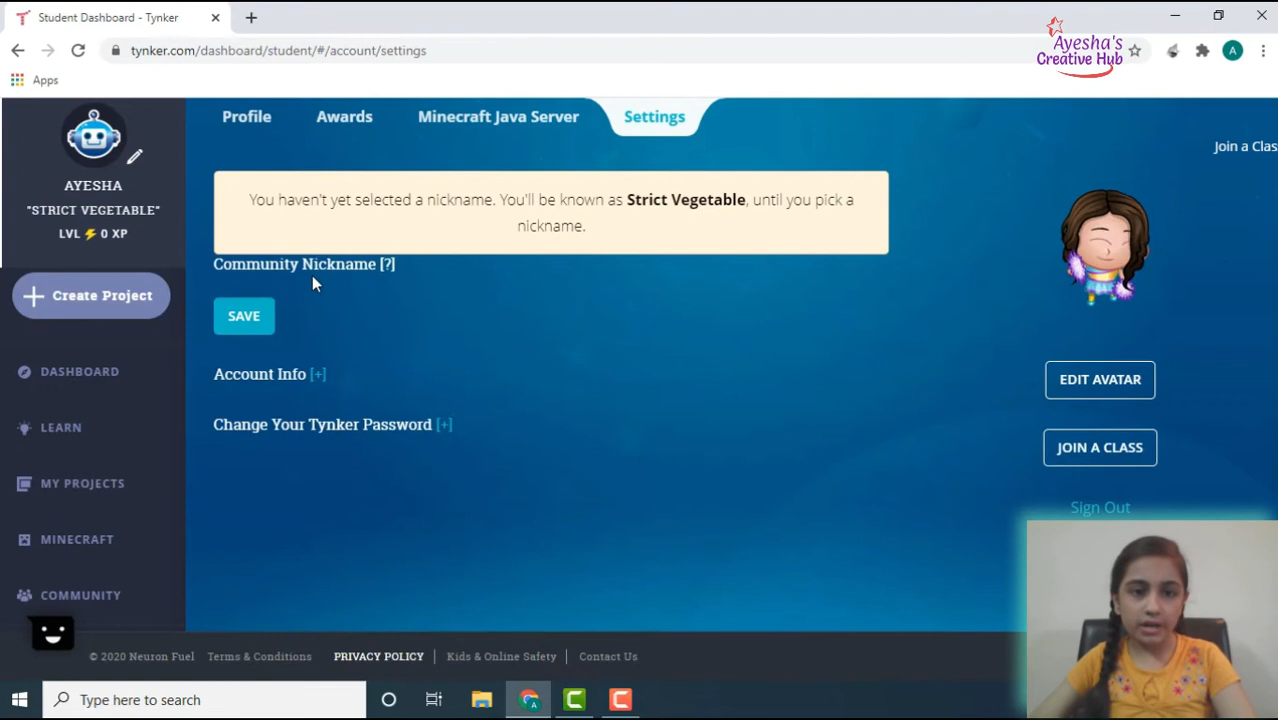 Student Dashboard - Tynker
tynker.com/dashboard/student/#/account/settings
Ayesha's
Creative Hub
A
Apps
Profile
Awards
Minecraft Java Server
Settings
Join a Clas
AYESHA
"STRICT VEGETABLE"
LVL 0 XP
Create Project
DASHBOARD
LEARN
MY PROJECTS
MINECRAFT
COMMUNITY
You haven't yet selected a nickname. You'll be known as Strict Vegetable, until you pick a
nickname.
Community Nickname [?]
SAVE
Account Info [+]
Change Your Tynker Password [+]
EDIT AVATAR
JOIN A CLASS
Sign Out
© 2020 Neuron Fuel
Terms & Conditions
PRIVACY POLICY
Kids & Online Safety
Contact Us
Type here to search